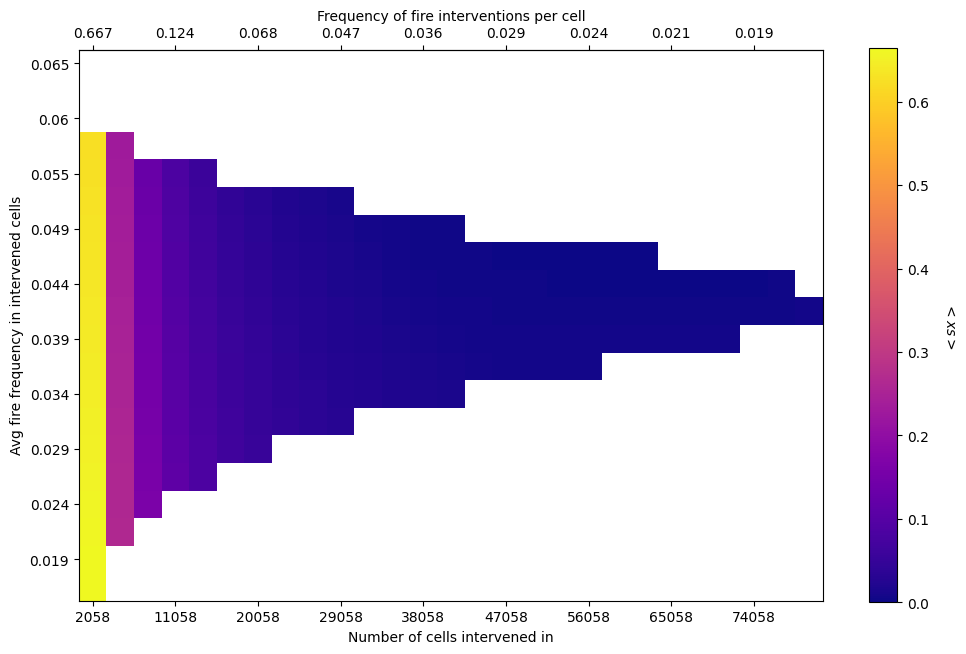 Frequency of fire interventions per cell
0.667 0.124 0.068 0.047 0.036 0.029 0.024 0.021 0.019
0.065
0.06
0.055
0.049
0.044
0.039
0.034
0.029
0.024
0.019
Avg fire frequency in intervened cells
2058 11058 20058 29058 38058 47058 56058 65058 74058
Number of cells intervened in
0.6
0.5
0.4
0.3
0.2
0.1
0.0
< sx >